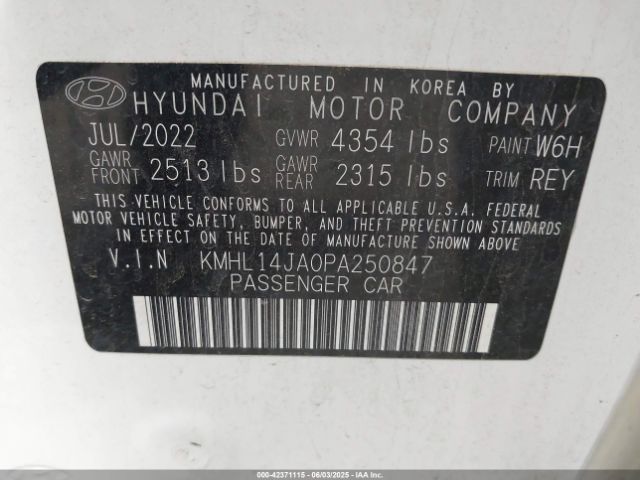 MANUFACTURED IN KOREA BY
HYUNDAI MOTOR COMPANY
JUL/2022 GVWR 4354 lbs PAINT W6H
GAWR FRONT 2513 lbs GAWR REAR 2315 lbs TRIM REY
THIS VEHICLE CONFORMS TO ALL APPLICABLE U.S.A. FEDERAL
MOTOR VEHICLE SAFETY, BUMPER, AND THEFT PREVENTION STANDARDS
IN EFFECT ON THE DATE OF MANUFACTURE SHOWN ABOVE
V.I.N KMHL14JA0PA250847
PASSENGER CAR
000-42371115 | 06/03/2025 | COPYRIGHT IAA, LLC